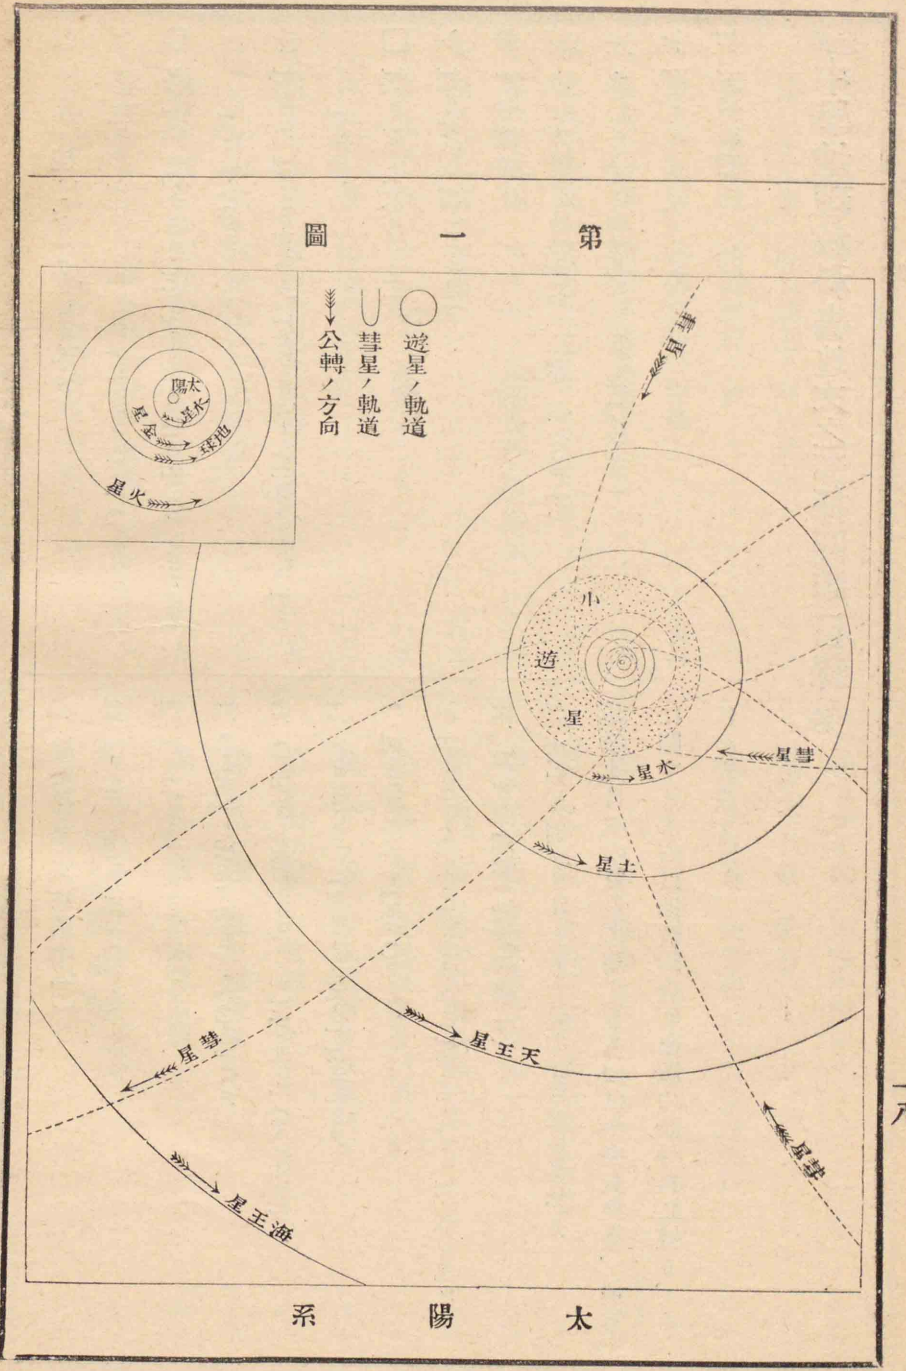 第一圖
遊星ノ軌道
彗星ノ軌道
公轉ノ方向
太陽
水星
金星
地球
火星
彗星
小遊星
彗星
木星
土星
天王星
彗星
彗星
海王星
太陽系